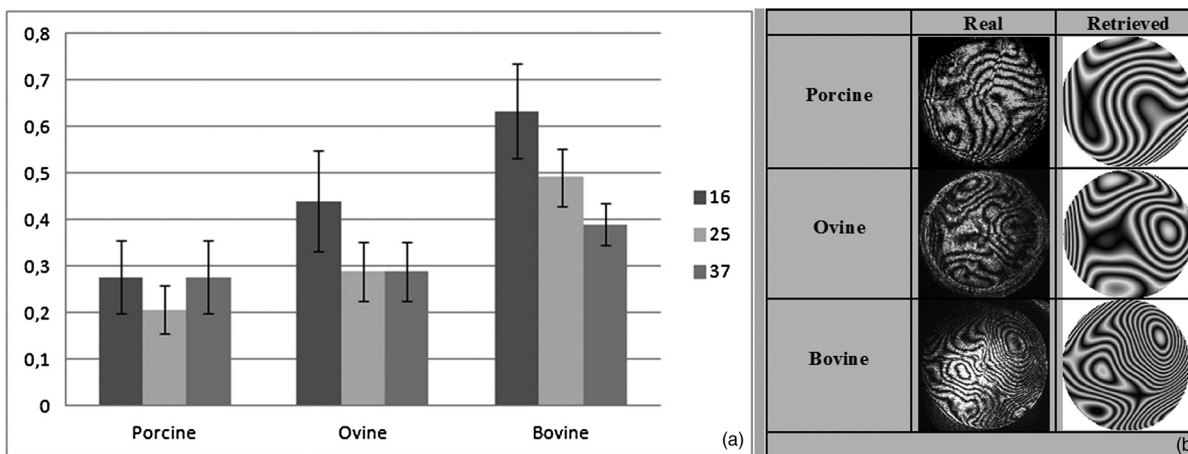 0,8
0,7
0,6
0,5
0,4
0,3
0,2
0,1
0
Porcine Ovine Bovine
16
25
37
(a)
Real Retrieved
Porcine
Ovine
Bovine
(b